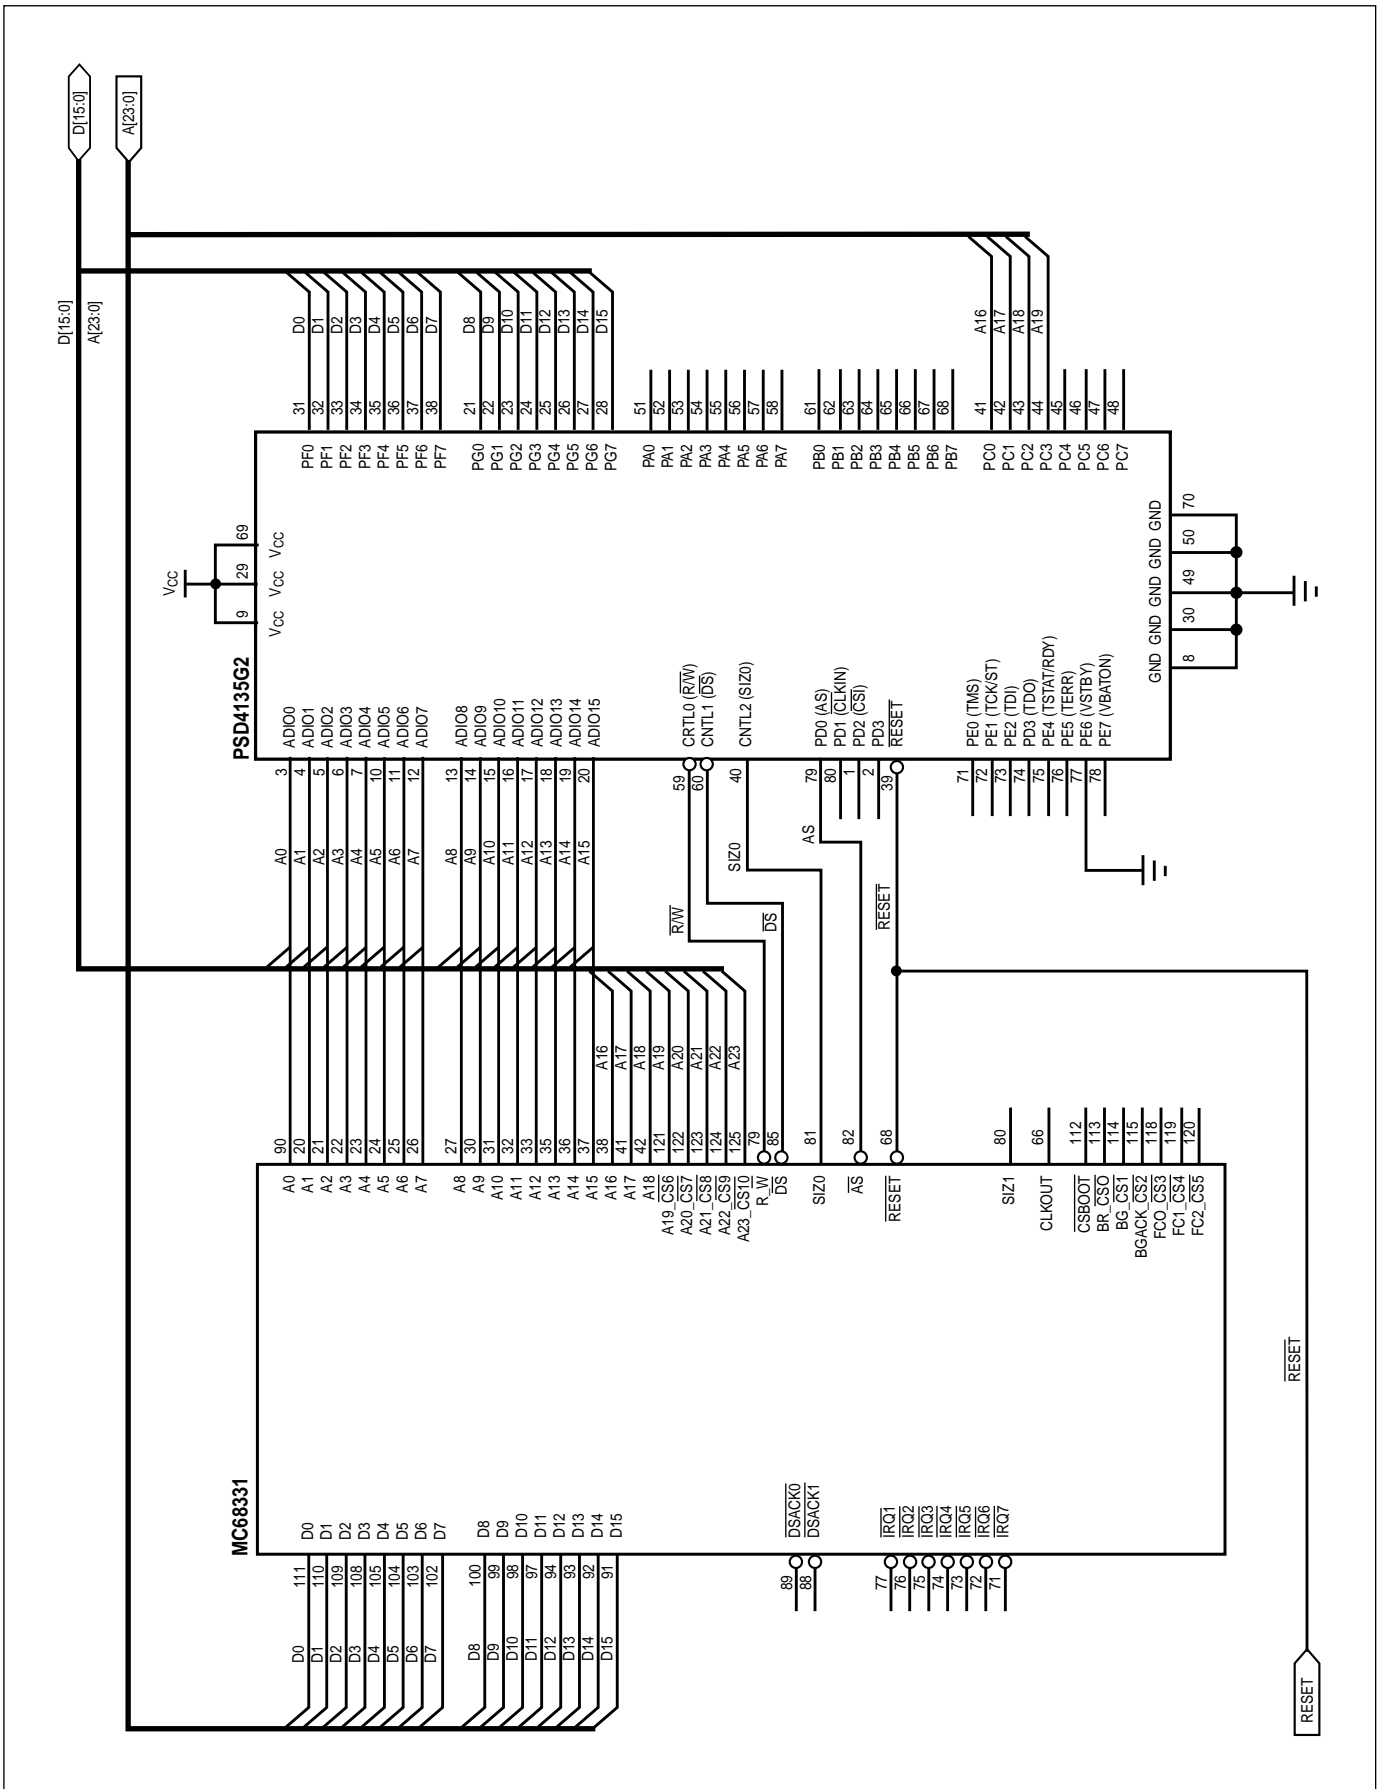 MC68331
D0 111 D0
D1 110 D1
D2 109 D2
D3 108 D3
D4 105 D4
D5 104 D5
D6 103 D6
D7 102 D7
D8 100 D8
D9 99 D9
D10 98 D10
D11 97 D11
D12 94 D12
D13 93 D13
D14 92 D14
D15 91 D15
89 DSACK0
88 DSACK1
77 IRQ1
76 IRQ2
75 IRQ3
74 IRQ4
73 IRQ5
72 IRQ6
71 IRQ7
A0 90
A1 20
A2 21
A3 22
A4 23
A5 24
A6 25
A7 26
A8 27
A9 30
A10 31
A11 32
A12 33
A13 35
A14 36
A15 37
A16 38 A16
A17 41 A17
A18 42 A18
A19_CS6 121 A19
A20_CS7 122 A20
A21_CS8 123 A21
A22_CS9 124 A22
A23_CS10 125 A23
R_W 79
DS 85
SIZ0 81
AS 82
RESET 68
SIZ1 80
CLKOUT 66
CSBOOT 112
BR_CSO 113
BG_CS1 114
BGACK_CS2 115
FCO_CS3 118
FC1_CS4 119
FC2_CS5 120
R/W
DS
SIZ0
AS
RESET
RESET
RESET
PSD4135G2
VCC
9 29 69
VCC VCC VCC
A0 3 ADIO0
A1 4 ADIO1
A2 5 ADIO2
A3 6 ADIO3
A4 7 ADIO4
A5 10 ADIO5
A6 11 ADIO6
A7 12 ADIO7
A8 13 ADIO8
A9 14 ADIO9
A10 15 ADIO10
A11 16 ADIO11
A12 17 ADIO12
A13 18 ADIO13
A14 19 ADIO14
A15 20 ADIO15
59 CRTL0 (R/W)
60 CNTL1 (DS)
40 CNTL2 (SIZ0)
79 PD0 (AS)
80 PD1 (CLKIN)
1 PD2 (CSI)
2 PD3
39 RESET
71 PE0 (TMS)
72 PE1 (TCK/ST)
73 PE2 (TDI)
74 PD3 (TDO)
75 PE4 (TSTAT/RDY)
76 PE5 (TERR)
77 PE6 (VSTBY)
78 PE7 (VBATON)
GND GND GND GND GND
8 30 49 50 70
PF0 31 D0
PF1 32 D1
PF2 33 D2
PF3 34 D3
PF4 35 D4
PF5 36 D5
PF6 37 D6
PF7 38 D7
PG0 21 D8
PG1 22 D9
PG2 23 D10
PG3 24 D11
PG4 25 D12
PG5 26 D13
PG6 27 D14
PG7 28 D15
PA0 51
PA1 52
PA2 53
PA3 54
PA4 55
PA5 56
PA6 57
PA7 58
PB0 61
PB1 62
PB2 63
PB3 64
PB4 65
PB5 66
PB6 67
PB7 68
PC0 41 A16
PC1 42 A17
PC2 43 A18
PC3 44 A19
PC4 45
PC5 46
PC6 47
PC7 48
D[15:0]
A[23:0]
D[15:0]
A[23:0]